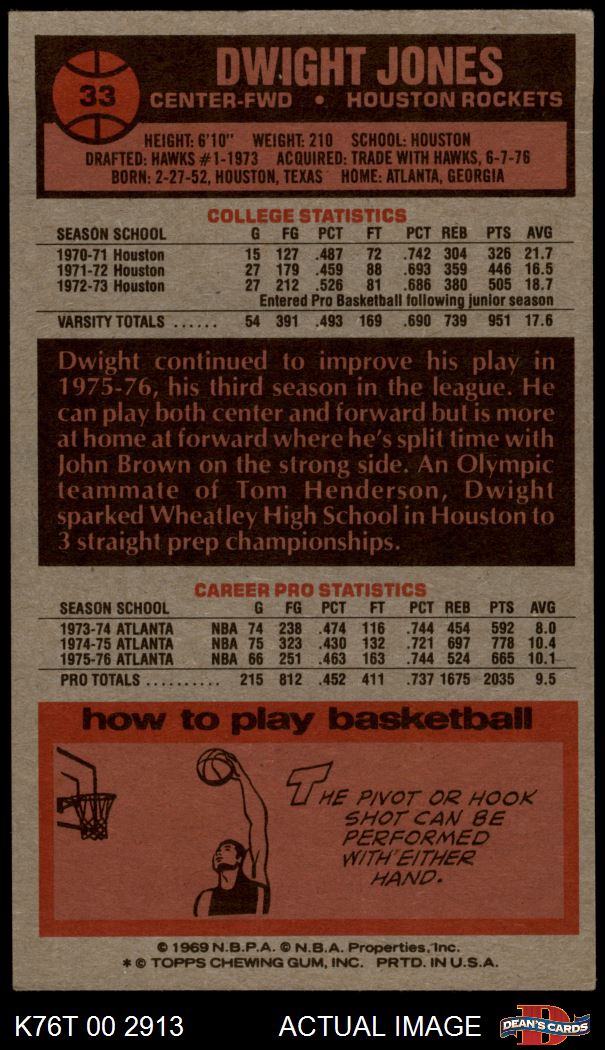 33
DWIGHT JONES
CENTER-FWD • HOUSTON ROCKETS
HEIGHT: 6'10" WEIGHT: 210 SCHOOL: HOUSTON
DRAFTED: HAWKS #1-1973 ACQUIRED: TRADE WITH HAWKS, 6-7-76
BORN: 2-27-52, HOUSTON, TEXAS HOME: ATLANTA, GEORGIA
COLLEGE STATISTICS
SEASON SCHOOL G FG PCT FT PCT REB PTS AVG
1970-71 Houston 15 127 .487 72 .742 304 326 21.7
1971-72 Houston 27 179 .459 88 .693 359 446 16.5
1972-73 Houston 27 212 .526 81 .686 380 505 18.7
Entered Pro Basketball following junior season
VARSITY TOTALS ...... 54 391 .493 169 .690 739 951 17.6
Dwight continued to improve his play in
1975-76, his third season in the league. He
can play both center and forward but is more
at home at forward where he's split time with
John Brown on the strong side. An Olympic
teammate of Tom Henderson, Dwight
sparked Wheatley High School in Houston to
3 straight prep championships.
CAREER PRO STATISTICS
SEASON SCHOOL G FG PCT FT PCT REB PTS AVG
1973-74 ATLANTA NBA 74 238 .474 116 .744 454 592 8.0
1974-75 ATLANTA NBA 75 323 .430 132 .721 697 778 10.4
1975-76 ATLANTA NBA 66 251 .463 163 .744 524 665 10.1
PRO TOTALS .......... 215 812 .452 411 .737 1675 2035 9.5
how to play basketball
THE PIVOT OR HOOK
SHOT CAN BE
PERFORMED
WITH EITHER
HAND.
© 1969 N.B.P.A. © N.B.A. Properties, Inc.
* © TOPPS CHEWING GUM, INC. PRTD. IN U.S.A.
K76T 00 2913 ACTUAL IMAGE
D
DEAN'S CARDS